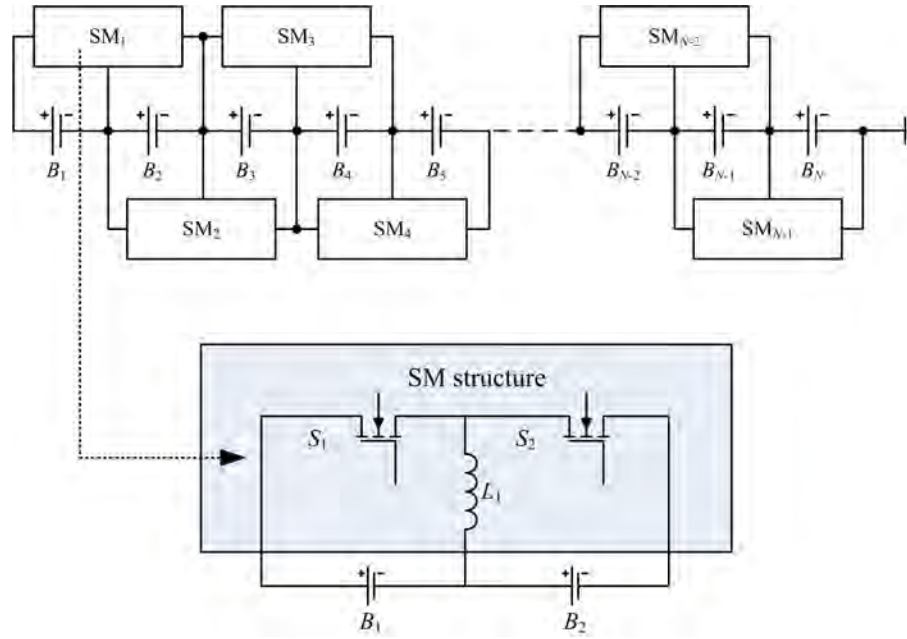 SM1 SM3 SMN-2
+ - + - + - + - + - + - + - + -
B1 B2 B3 B4 B5 BN-2 BN-1 BN
SM2 SM4 SMN-1
SM structure
S1 S2
L1
+ - + -
B1 B2